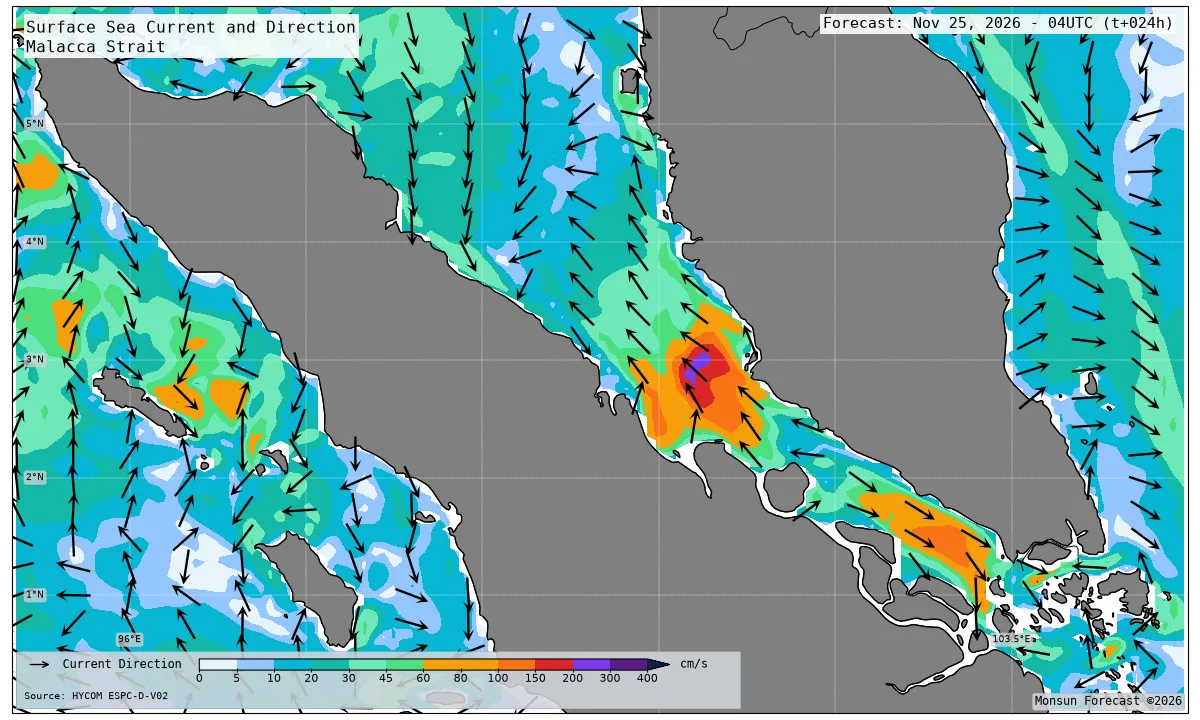 Surface Sea Current and Direction
Malacca Strait
Forecast: Nov 25, 2026 - 04UTC (t+024h)
5°N
4°N
3°N
2°N
1°N
96°E
103.5°E
Current Direction
0 5 10 20 30 45 60 80 100 150 200 300 400
cm/s
Source: HYCOM ESPC-D-V02
Monsun Forecast ©2026